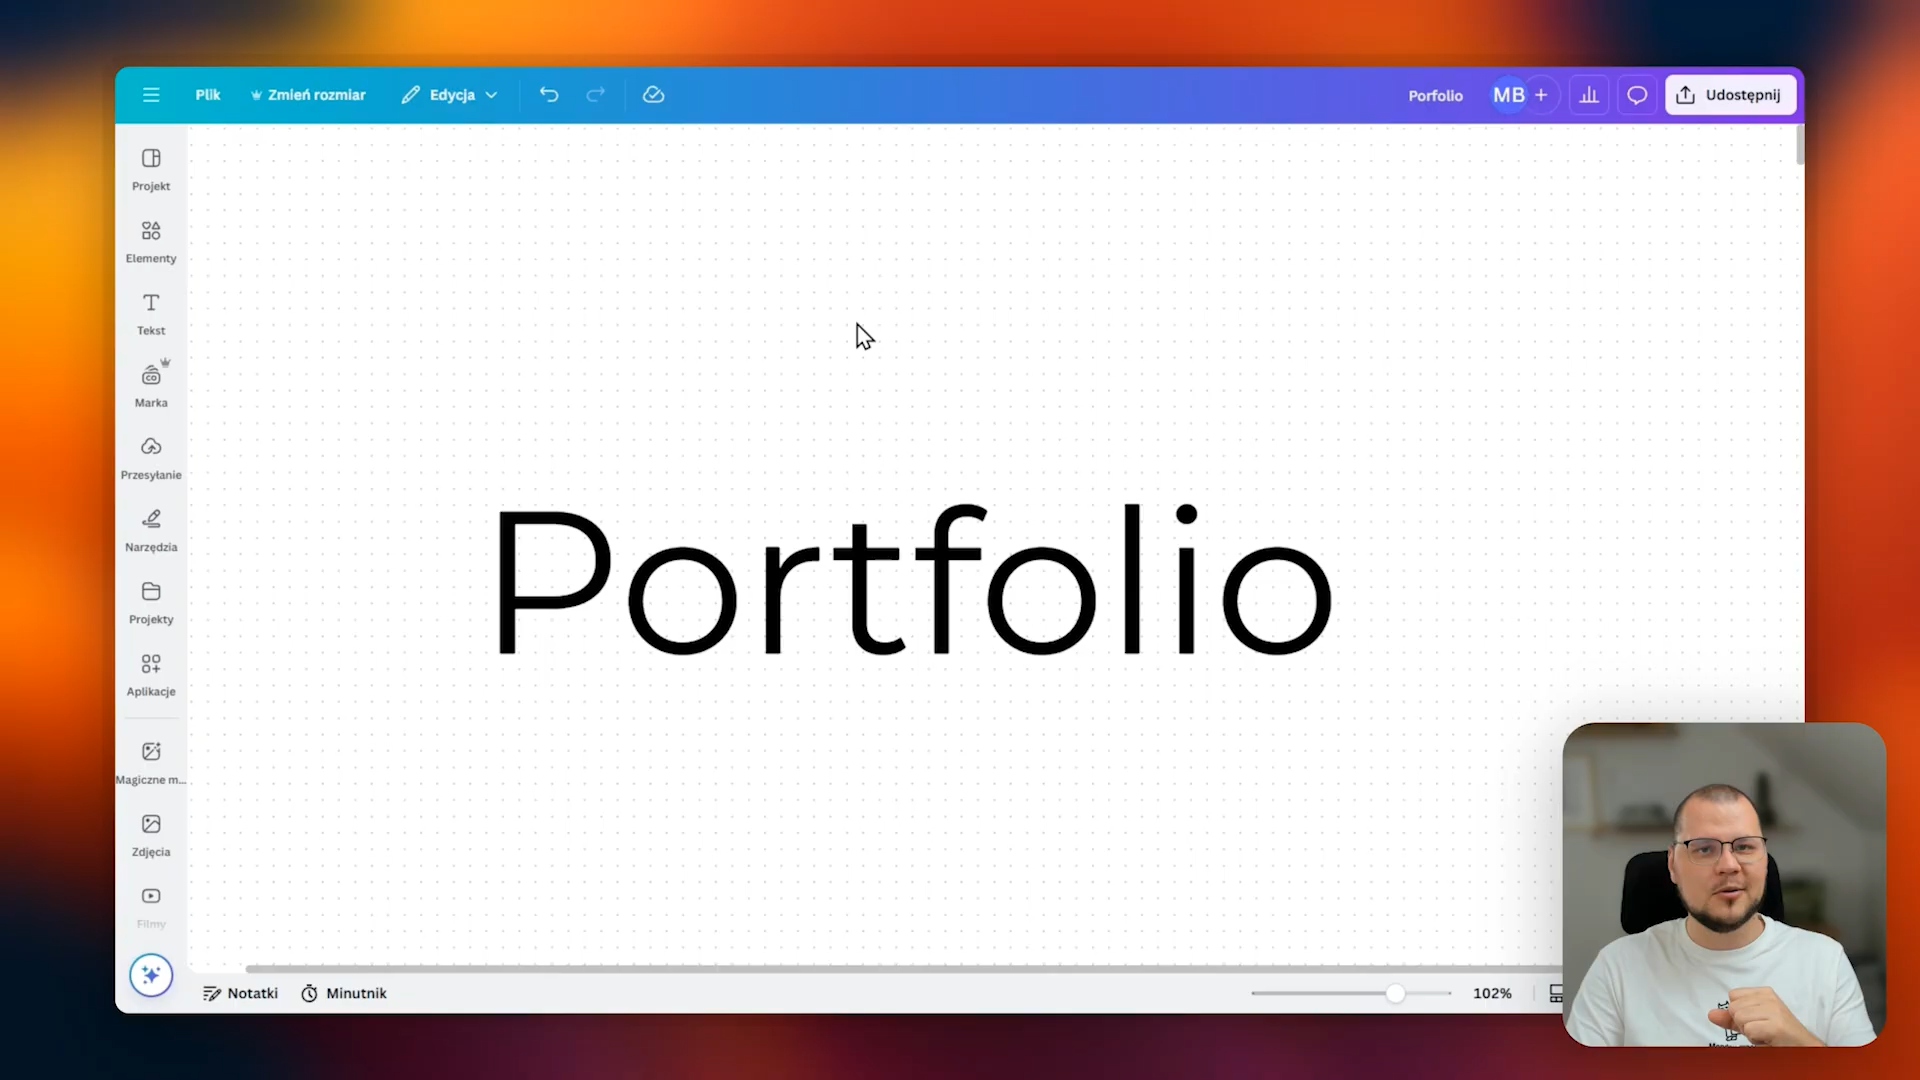 Plik
Zmień rozmiar
Edycja
Porfolio
MB
Udostępnij
Projekt
Elementy
Tekst
Marka
Przesyłanie
Narzędzia
Projekty
Aplikacje
Magiczne m...
Zdjęcia
Filmy
Portfolio
Notatki
Minutnik
102%